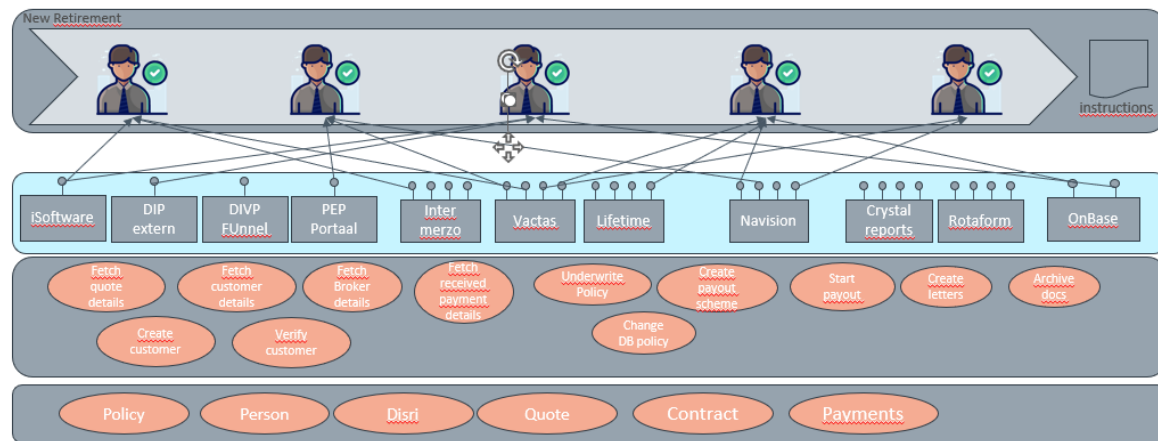 New Retirement
instructions
iSoftware
DIP
extern
DIVP
FUnnel
PEP
Portaal
Inter
merzo
Vactas
Lifetime
Navision
Crystal
reports
Rotaform
OnBase
Fetch
quote
details
Fetch
customer
details
Fetch
Broker
details
Fetch
received
payment
details
Underwrite
Policy
Create
payout
scheme
Start
payout
Create
letters
Archive
docs
Create
customer
Verify
customer
Change
DB policy
Policy
Person
Disri
Quote
Contract
Payments